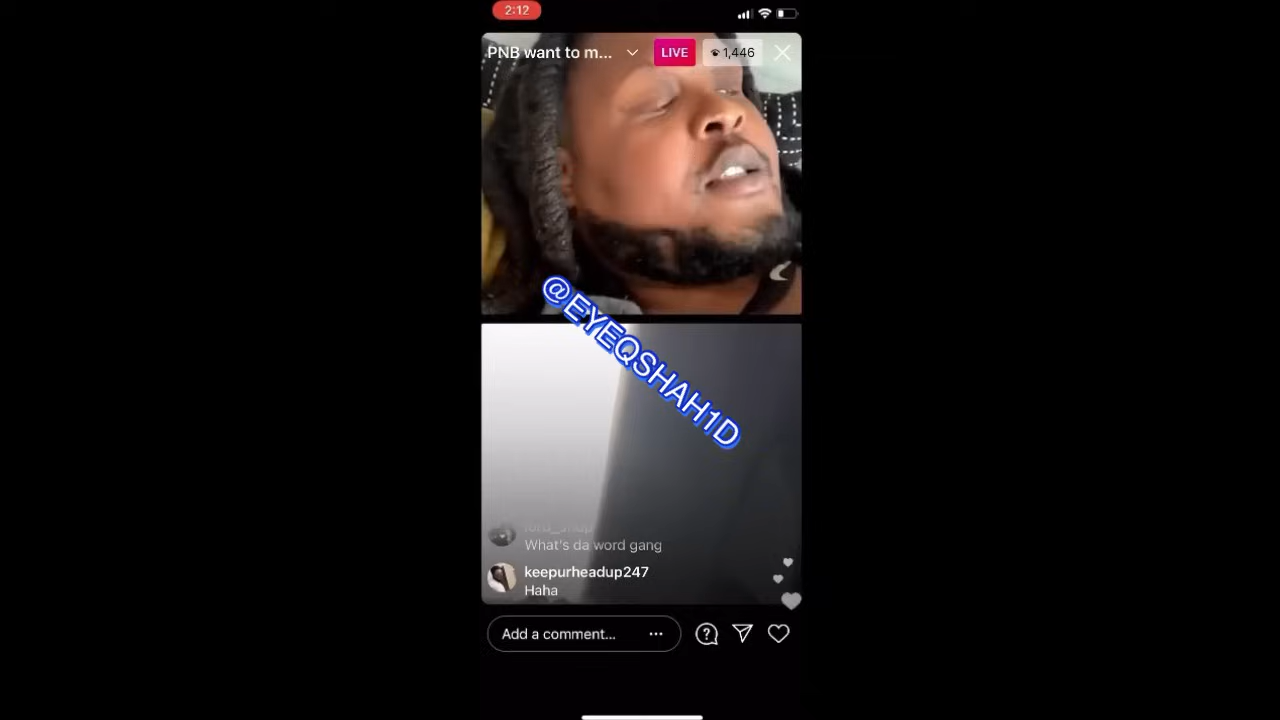 2:12
PNB want to m...
LIVE
1,446
@EYEQSHAH1D
What's da word gang
keepurheadup247
Haha
Add a comment...